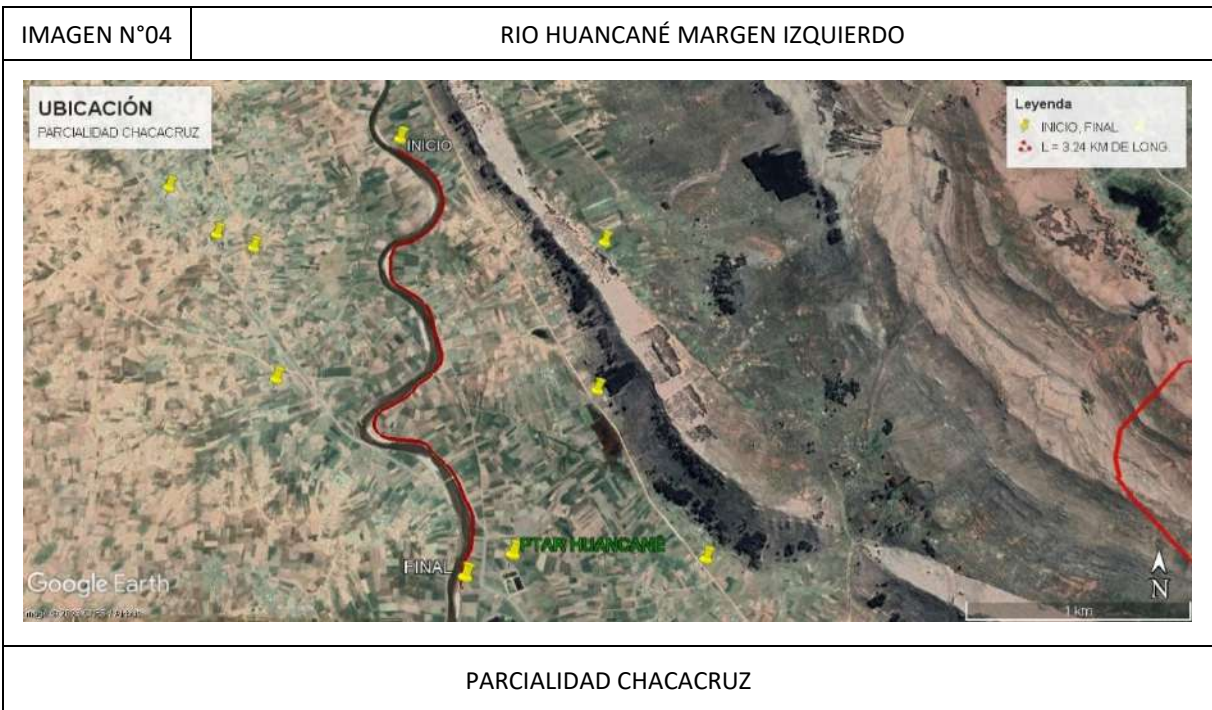 IMAGEN N°04
RIO HUANCANÉ MARGEN IZQUIERDO
UBICACIÓN
PARCIALIDAD CHACACRUZ
Leyenda
INICIO, FINAL
L = 3.24 KM DE LONG.
INICIO
PTAR HUANCANÉ
FINAL
Google Earth
1 km
N
PARCIALIDAD CHACACRUZ